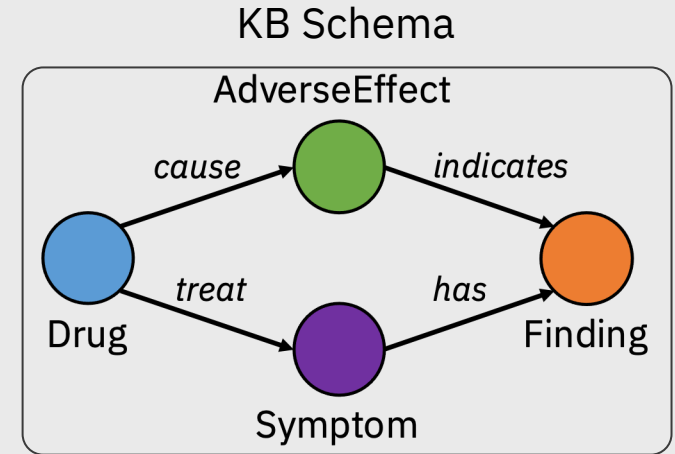 KB Schema
AdverseEffect
cause
indicates
treat
has
Drug
Finding
Symptom